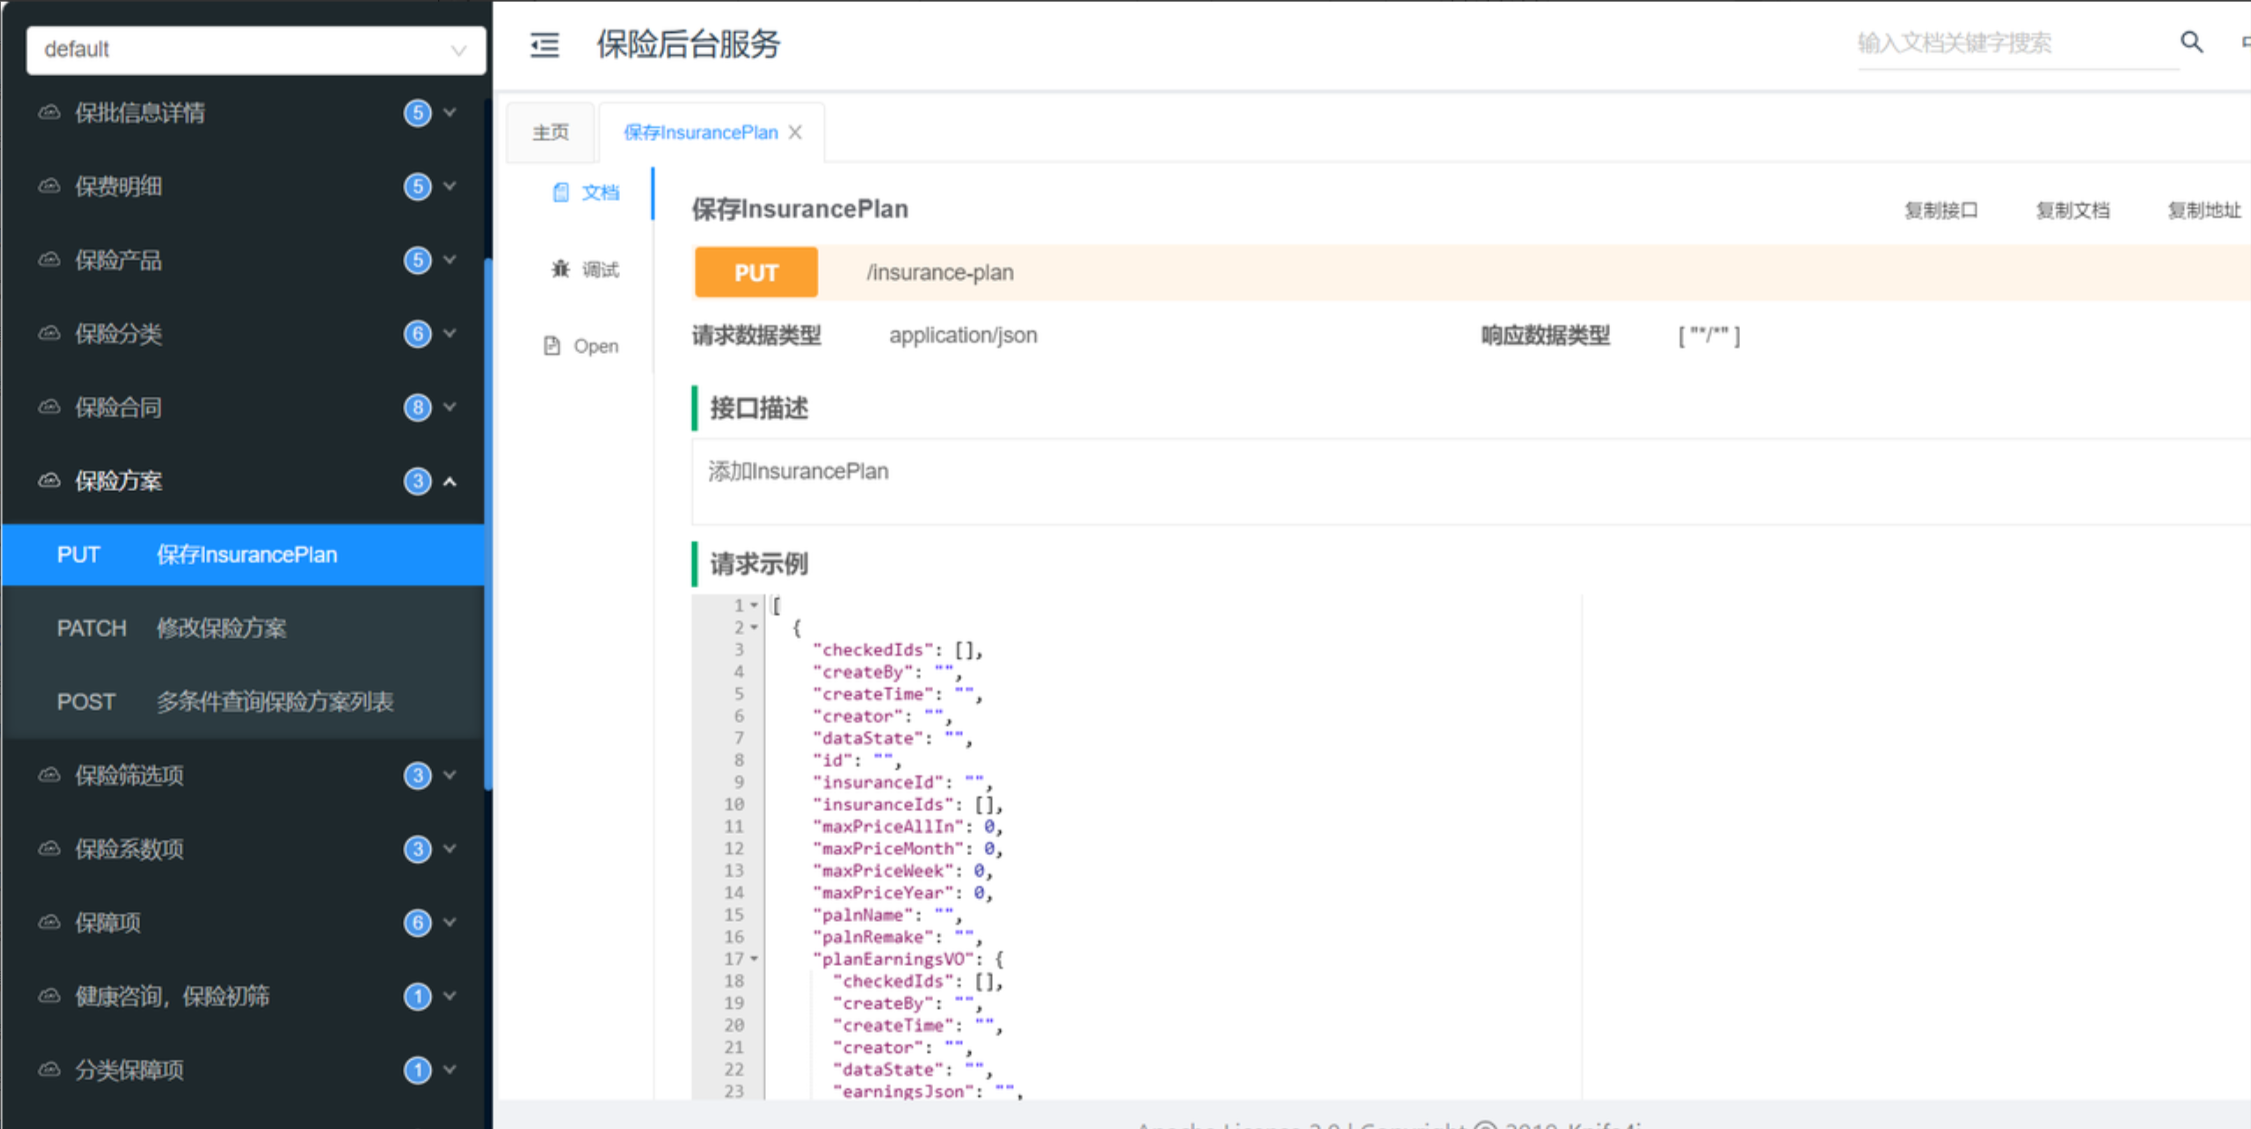 default
保批信息详情 5
保费明细 5
保险产品 5
保险分类 6
保险合同 8
保险方案 3
PUT 保存InsurancePlan
PATCH 修改保险方案
POST 多条件查询保险方案列表
保险筛选项 3
保险系数项 3
保障项 6
健康咨询，保险初筛 1
分类保障项 1
保险后台服务
输入文档关键字搜索
主页
保存InsurancePlan
文档
调试
Open
保存InsurancePlan
复制接口 复制文档 复制地址
PUT /insurance-plan
请求数据类型 application/json 响应数据类型 [ "*/*" ]
接口描述
添加InsurancePlan
请求示例
1 [
2 {
3 "checkedIds": [],
4 "createBy": "",
5 "createTime": "",
6 "creator": "",
7 "dataState": "",
8 "id": "",
9 "insuranceId": "",
10 "insuranceIds": [],
11 "maxPriceAllIn": 0,
12 "maxPriceMonth": 0,
13 "maxPriceWeek": 0,
14 "maxPriceYear": 0,
15 "palnName": "",
16 "palnRemake": "",
17 "planEarningsVO": {
18 "checkedIds": [],
19 "createBy": "",
20 "createTime": "",
21 "creator": "",
22 "dataState": "",
23 "earningsJson": "",
Apache License 2.0 | Copyright © 2019-Knife4j